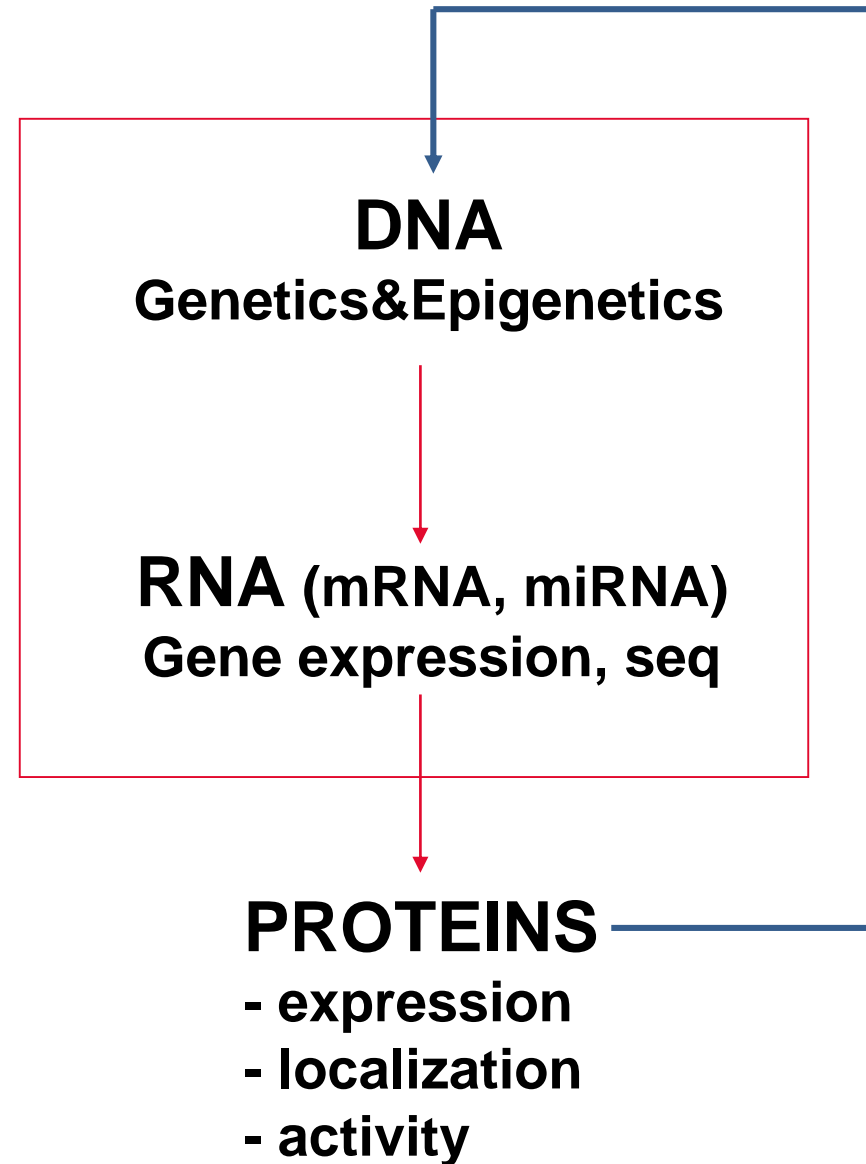 DNA
Genetics&Epigenetics
RNA (mRNA, miRNA)
Gene expression, seq
PROTEINS
- expression
- localization
- activity